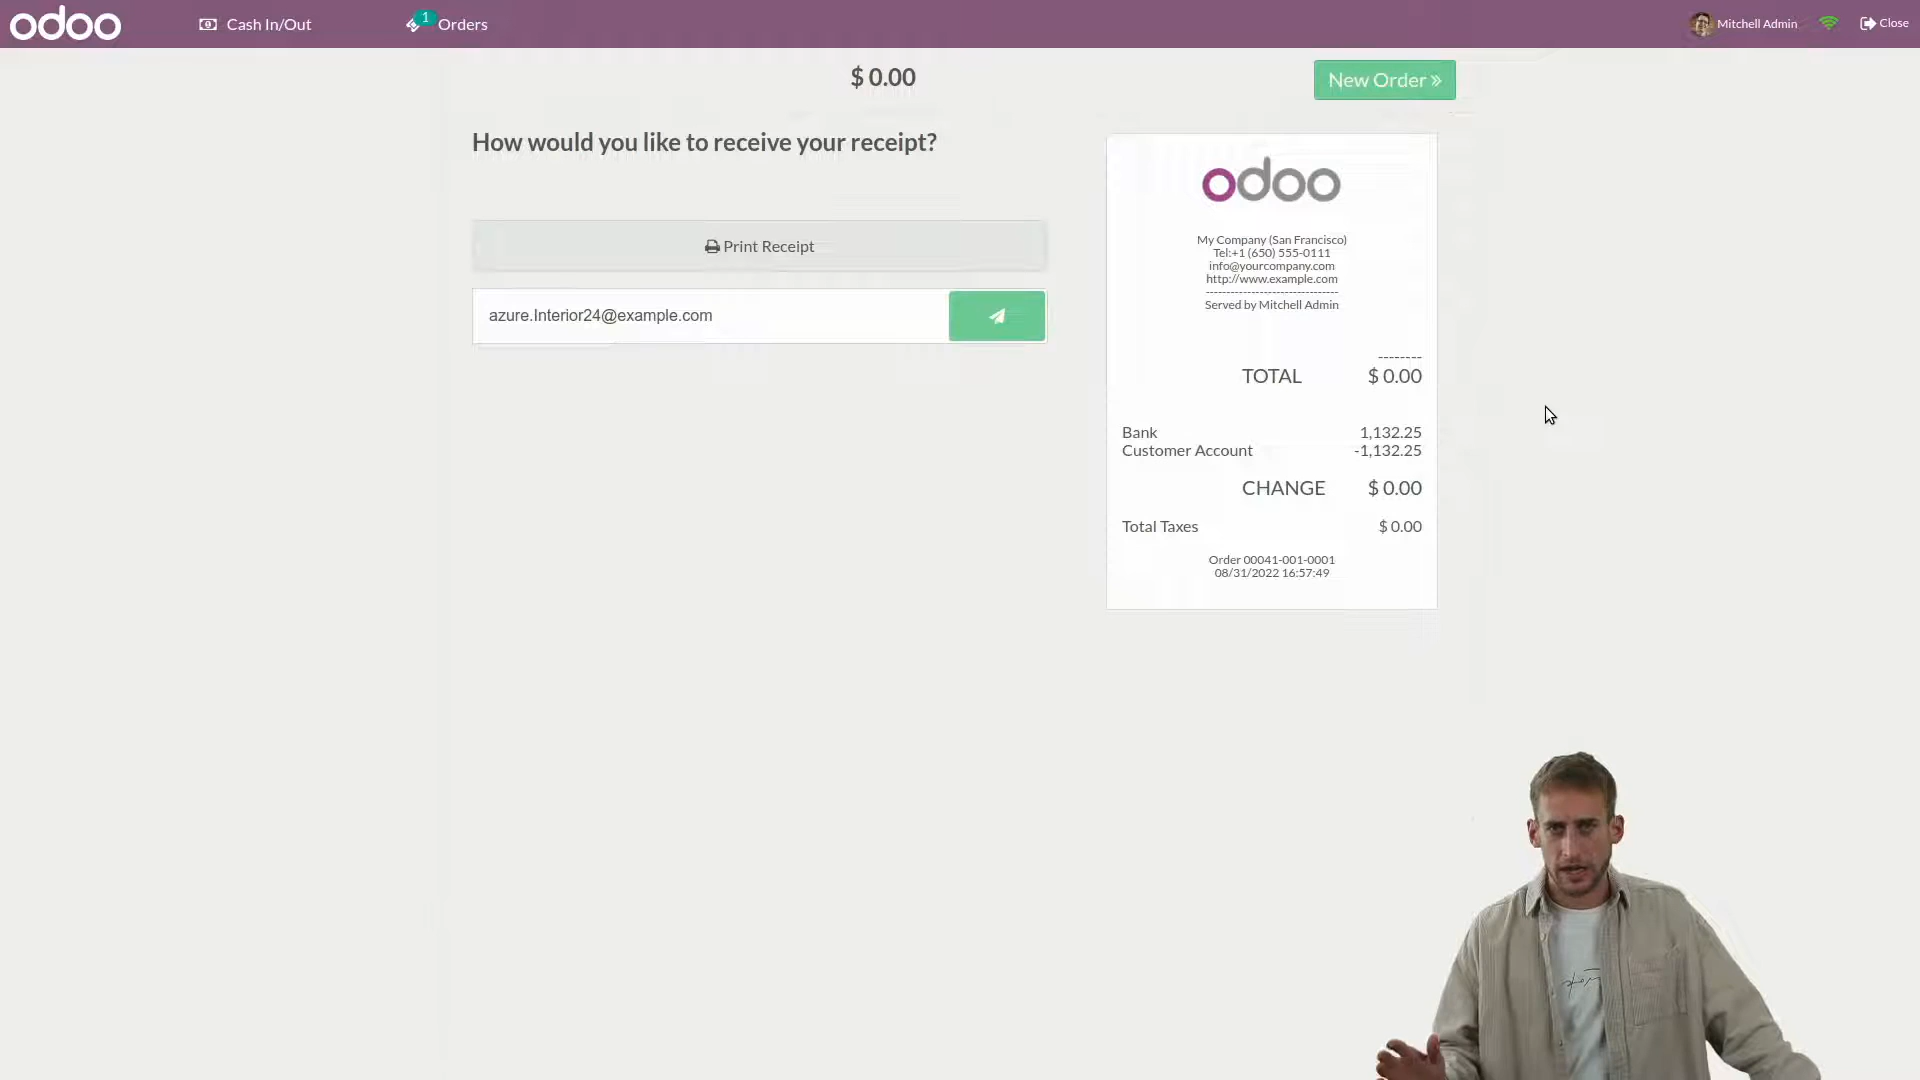 odoo
Cash In/Out
1
Orders
Mitchell Admin
Close
$ 0.00
New Order »
How would you like to receive your receipt?
Print Receipt
azure.Interior24@example.com
odoo
My Company (San Francisco)
Tel:+1 (650) 555-0111
info@yourcompany.com
http://www.example.com
--------------------------------
Served by Mitchell Admin
--------
TOTAL $ 0.00
Bank 1,132.25
Customer Account -1,132.25
CHANGE $ 0.00
Total Taxes $ 0.00
Order 00041-001-0001
08/31/2022 16:57:49